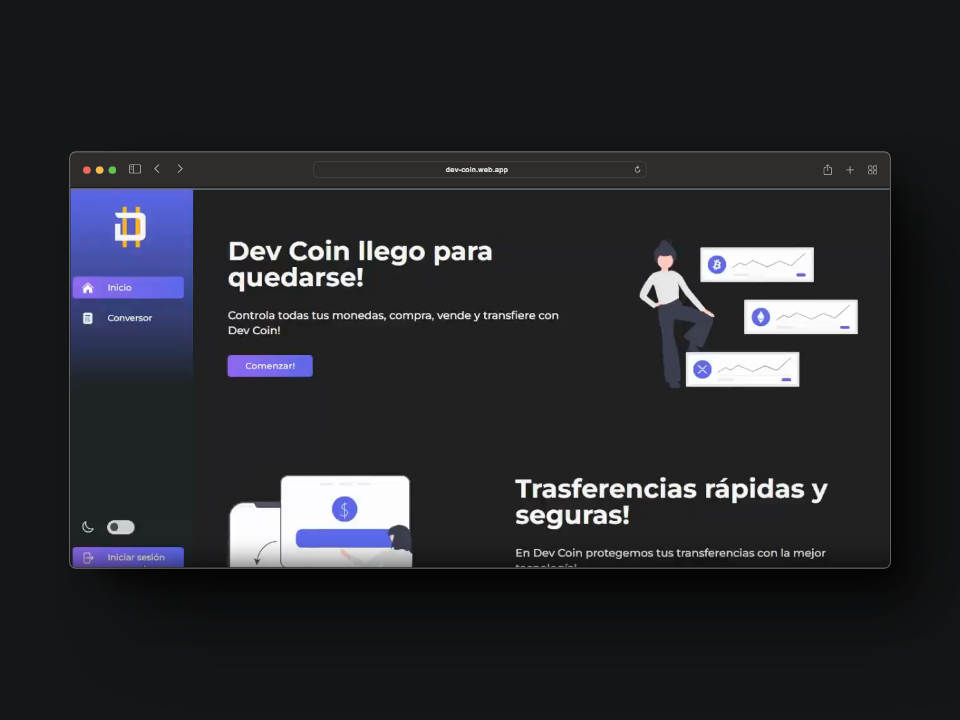 dev-coin.web.app
Inicio
Conversor
Iniciar sesión
Dev Coin llego para
quedarse!
Controla todas tus monedas, compra, vende y transfiere con
Dev Coin!
Comenzar!
$
Trasferencias rápidas y
seguras!
En Dev Coin protegemos tus transferencias con la mejor
tecnología!